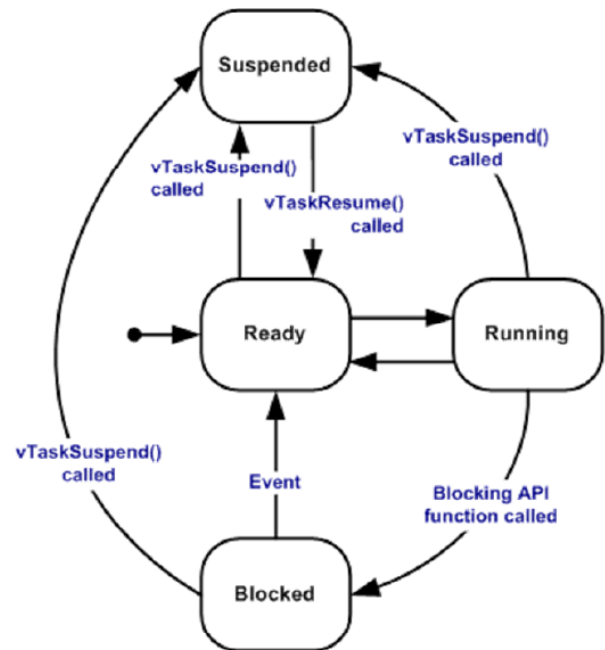 Suspended
vTaskSuspend()
called
vTaskSuspend()
called
vTaskResume()
called
Ready
Running
vTaskSuspend()
called
Event
Blocking API
function called
Blocked